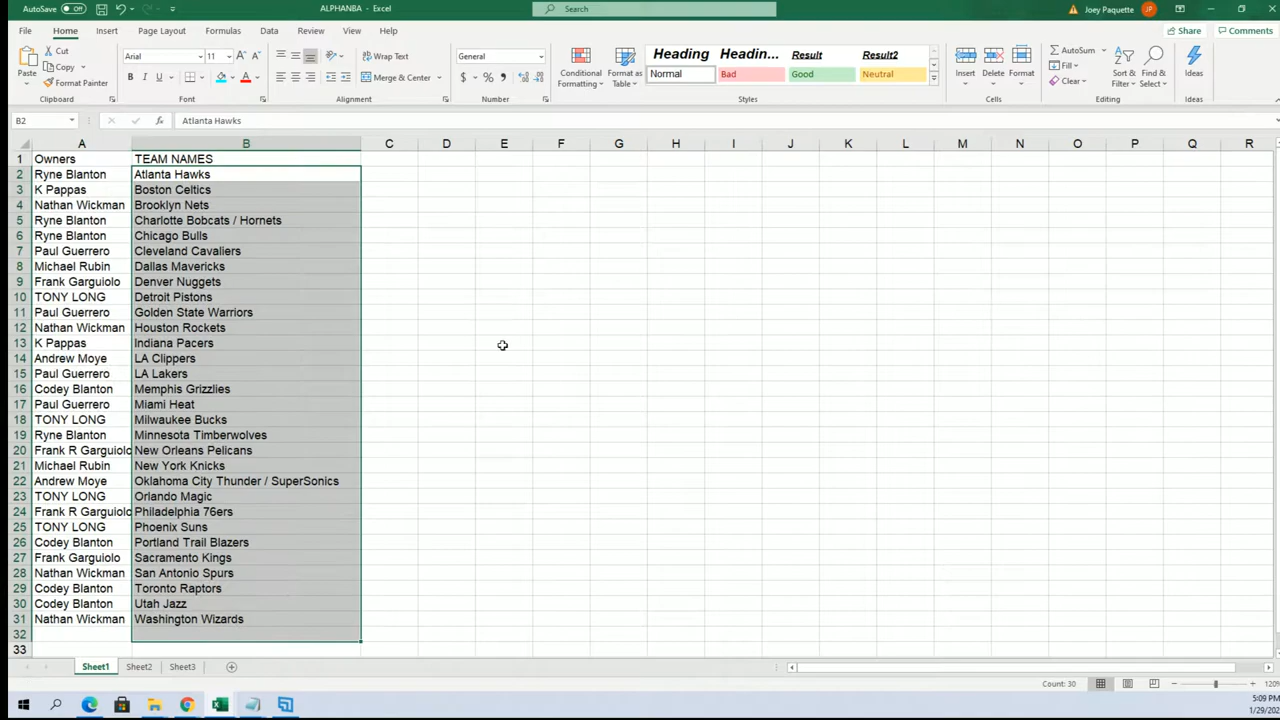 AutoSave Off ALPHANBA - Excel Search Joey Paquette JP
File Home Insert Page Layout Formulas Data Review View Help Share Comments
Paste Cut Copy Format Painter Clipboard
Arial 11 B I U A A Font
Wrap Text Merge & Center Alignment
General $ % , Number
Conditional Formatting Format as Table
Heading Headin... Result Result2
Normal Bad Good Neutral
Styles
Insert Delete Format Cells
AutoSum Fill Clear Sort & Filter Find & Select Editing
Ideas Ideas
B2 fx Atlanta Hawks
A B C D E F G H I J K L M N O P Q R
1 Owners TEAM NAMES
2 Ryne Blanton Atlanta Hawks
3 K Pappas Boston Celtics
4 Nathan Wickman Brooklyn Nets
5 Ryne Blanton Charlotte Bobcats / Hornets
6 Ryne Blanton Chicago Bulls
7 Paul Guerrero Cleveland Cavaliers
8 Michael Rubin Dallas Mavericks
9 Frank Garguiolo Denver Nuggets
10 TONY LONG Detroit Pistons
11 Paul Guerrero Golden State Warriors
12 Nathan Wickman Houston Rockets
13 K Pappas Indiana Pacers
14 Andrew Moye LA Clippers
15 Paul Guerrero LA Lakers
16 Codey Blanton Memphis Grizzlies
17 Paul Guerrero Miami Heat
18 TONY LONG Milwaukee Bucks
19 Ryne Blanton Minnesota Timberwolves
20 Frank R Garguiolo New Orleans Pelicans
21 Michael Rubin New York Knicks
22 Andrew Moye Oklahoma City Thunder / SuperSonics
23 TONY LONG Orlando Magic
24 Frank R Garguiolo Philadelphia 76ers
25 TONY LONG Phoenix Suns
26 Codey Blanton Portland Trail Blazers
27 Frank Garguiolo Sacramento Kings
28 Nathan Wickman San Antonio Spurs
29 Codey Blanton Toronto Raptors
30 Codey Blanton Utah Jazz
31 Nathan Wickman Washington Wizards
32
33
Sheet1 Sheet2 Sheet3
Count: 30 120%
5:09 PM
1/29/202